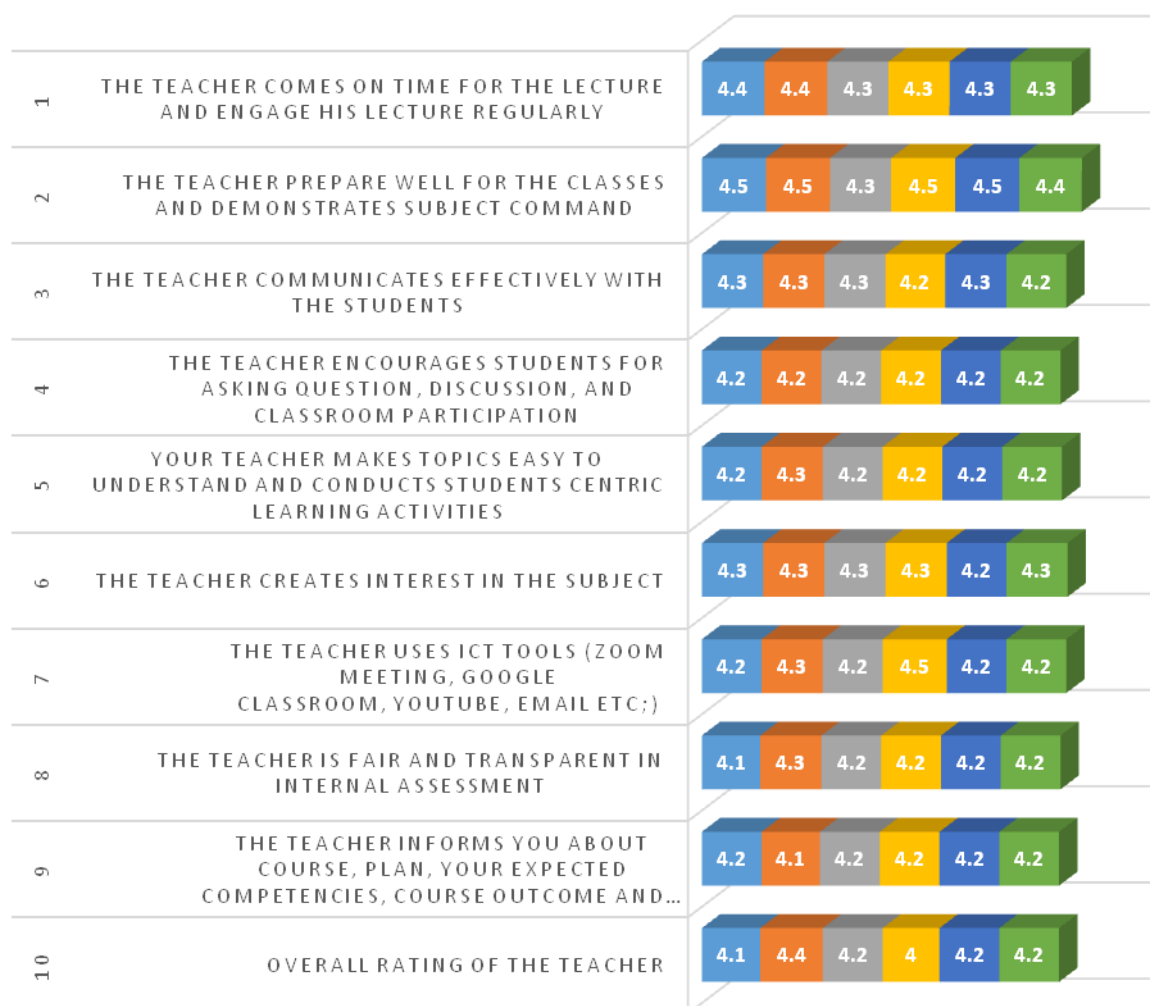 1
THE TEACHER COMES ON TIME FOR THE LECTURE
AND ENGAGE HIS LECTURE REGULARLY
4.4 4.4 4.3 4.3 4.3 4.3
2
THE TEACHER PREPARE WELL FOR THE CLASSES
AND DEMONSTRATES SUBJECT COMMAND
4.5 4.5 4.3 4.5 4.5 4.4
3
THE TEACHER COMMUNICATES EFFECTIVELY WITH
THE STUDENTS
4.3 4.3 4.3 4.2 4.3 4.2
4
THE TEACHER ENCOURAGES STUDENTS FOR
ASKING QUESTION, DISCUSSION, AND
CLASSROOM PARTICIPATION
4.2 4.2 4.2 4.2 4.2 4.2
5
YOUR TEACHER MAKES TOPICS EASY TO
UNDERSTAND AND CONDUCTS STUDENTS CENTRIC
LEARNING ACTIVITIES
4.2 4.3 4.2 4.2 4.2 4.2
6
THE TEACHER CREATES INTEREST IN THE SUBJECT
4.3 4.3 4.3 4.3 4.2 4.3
7
THE TEACHER USES ICT TOOLS (ZOOM
MEETING, GOOGLE
CLASSROOM, YOUTUBE, EMAIL ETC;)
4.2 4.3 4.2 4.5 4.2 4.2
8
THE TEACHER IS FAIR AND TRANSPARENT IN
INTERNAL ASSESSMENT
4.1 4.3 4.2 4.2 4.2 4.2
9
THE TEACHER INFORMS YOU ABOUT
COURSE, PLAN, YOUR EXPECTED
COMPETENCIES, COURSE OUTCOME AND...
4.2 4.1 4.2 4.2 4.2 4.2
10
OVERALL RATING OF THE TEACHER
4.1 4.4 4.2 4 4.2 4.2